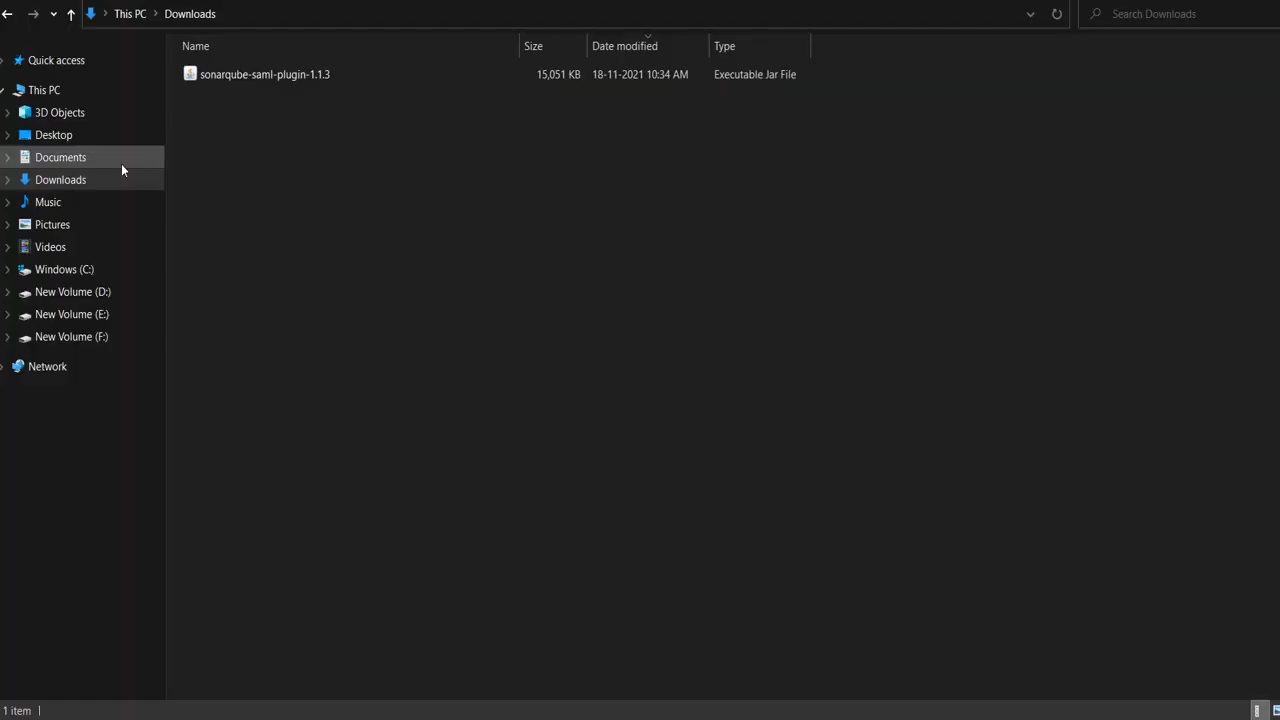 This PC Downloads
Search Downloads
Name Size Date modified Type
sonarqube-saml-plugin-1.1.3 15,051 KB 18-11-2021 10:34 AM Executable Jar File
Quick access
This PC
3D Objects
Desktop
Documents
Downloads
Music
Pictures
Videos
Windows (C:)
New Volume (D:)
New Volume (E:)
New Volume (F:)
Network
1 item